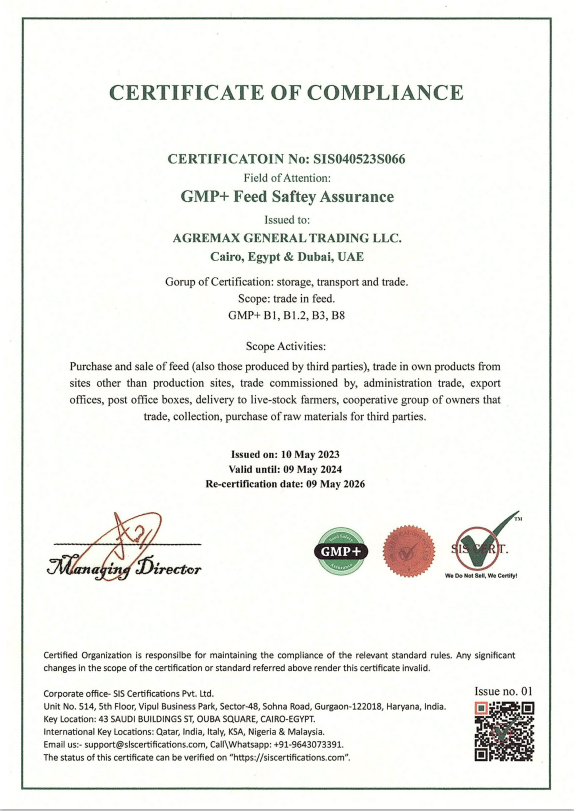 CERTIFICATE OF COMPLIANCE
CERTIFICATOIN No: SIS040523S066
Field of Attention:
GMP+ Feed Saftey Assurance
Issued to:
AGREMAX GENERAL TRADING LLC.
Cairo, Egypt & Dubai, UAE
Gorup of Certification: storage, transport and trade.
Scope: trade in feed.
GMP+ B1, B1.2, B3, B8
Scope Activities:
Purchase and sale of feed (also those produced by third parties), trade in own products from
sites other than production sites, trade commissioned by, administration trade, export
offices, post office boxes, delivery to live-stock farmers, cooperative group of owners that
trade, collection, purchase of raw materials for third parties.
Issued on: 10 May 2023
Valid until: 09 May 2024
Re-certification date: 09 May 2026
Managing Director
Feed Safety
GMP+
Assurance
SIS CERT.
TM
We Do Not Sell, We Certify!
Certified Organization is responsilbe for maintaining the compliance of the relevant standard rules. Any significant
changes in the scope of the certification or standard referred above render this certificate invalid.
Corporate office- SIS Certifications Pvt. Ltd.
Unit No. 514, 5th Floor, Vipul Business Park, Sector-48, Sohna Road, Gurgaon-122018, Haryana, India.
Key Location: 43 SAUDI BUILDINGS ST, OUBA SQUARE, CAIRO-EGYPT.
International Key Locations: Qatar, India, Italy, KSA, Nigeria & Malaysia.
Email us:- support@slscertifications.com, Call\Whatsapp: +91-9643073391.
The status of this certificate can be verified on "https://siscertifications.com".
Issue no. 01